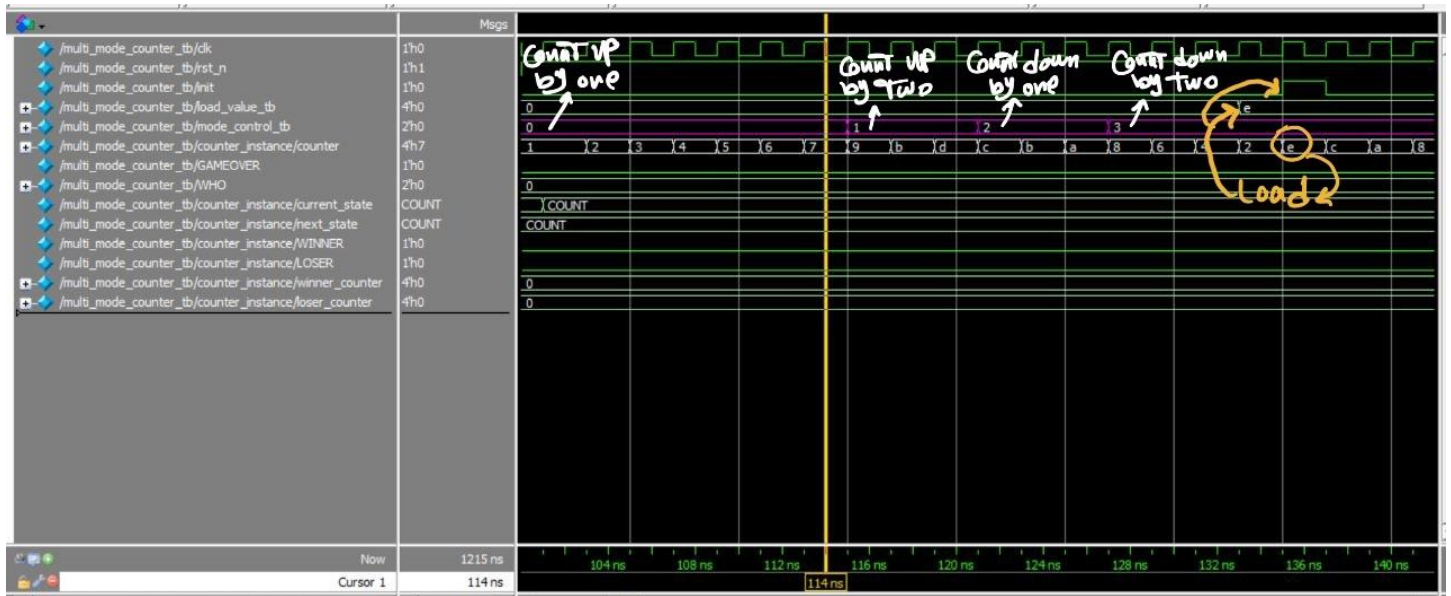 Msgs
/multi_mode_counter_tb/clk 1'h0
/multi_mode_counter_tb/rst_n 1'h1
/multi_mode_counter_tb/init 1'h0
/multi_mode_counter_tb/load_value_tb 4'h0 0 e
/multi_mode_counter_tb/mode_control_tb 2'h0 0 1 2 3
/multi_mode_counter_tb/counter_instance/counter 4'h7 1 2 3 4 5 6 7 9 b d c b a 8 6 4 2 e c a 8
/multi_mode_counter_tb/GAMEOVER 1'h0
/multi_mode_counter_tb/WHO 2'h0 0
/multi_mode_counter_tb/counter_instance/current_state COUNT COUNT
/multi_mode_counter_tb/counter_instance/next_state COUNT COUNT
/multi_mode_counter_tb/counter_instance/WINNER 1'h0
/multi_mode_counter_tb/counter_instance/LOSER 1'h0
/multi_mode_counter_tb/counter_instance/winner_counter 4'h0 0
/multi_mode_counter_tb/counter_instance/loser_counter 4'h0 0
Count UP
by one
Count UP
by Two
Count down
by one
Count down
by Two
Load
Now 1215 ns
104 ns 108 ns 112 ns 116 ns 120 ns 124 ns 128 ns 132 ns 136 ns 140 ns
Cursor 1 114 ns 114 ns